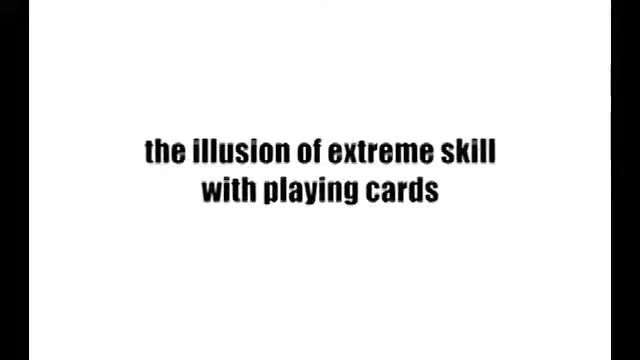 the illusion of extreme skill
with playing cards